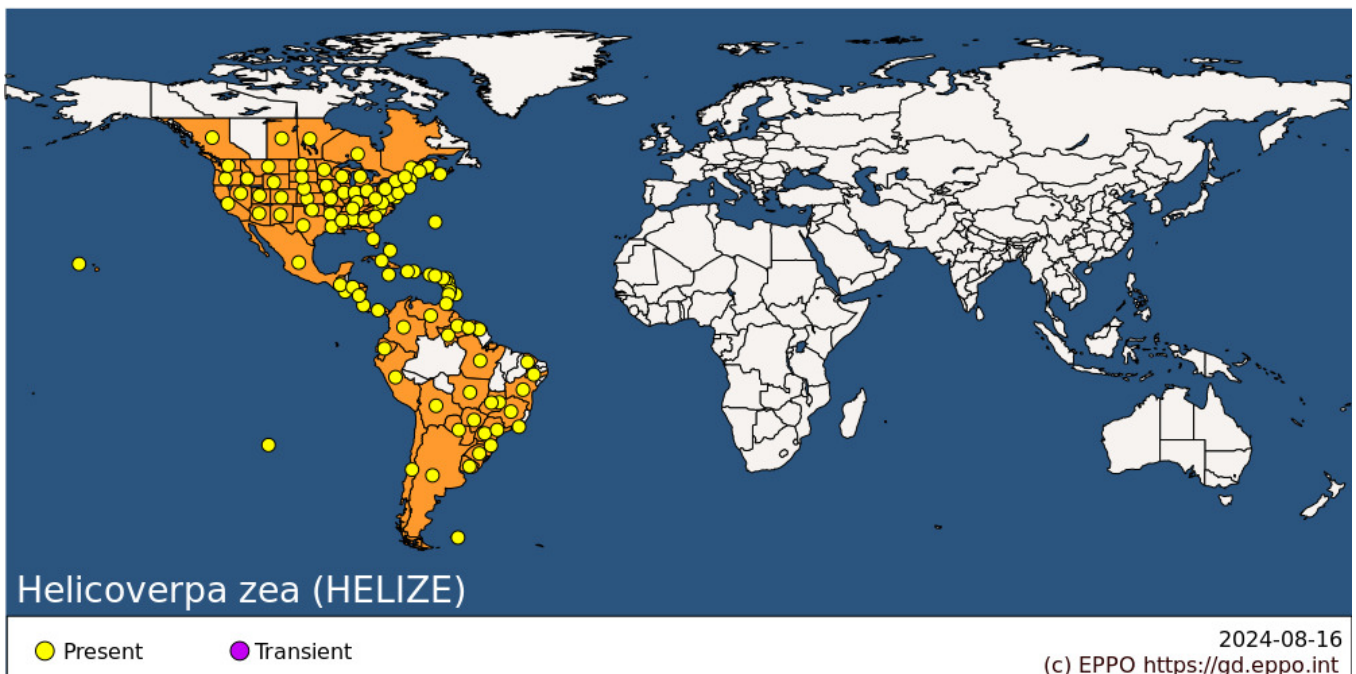 Helicoverpa zea (HELIZE)
Present
Transient
2024-08-16
(c) EPPO https://gd.eppo.int